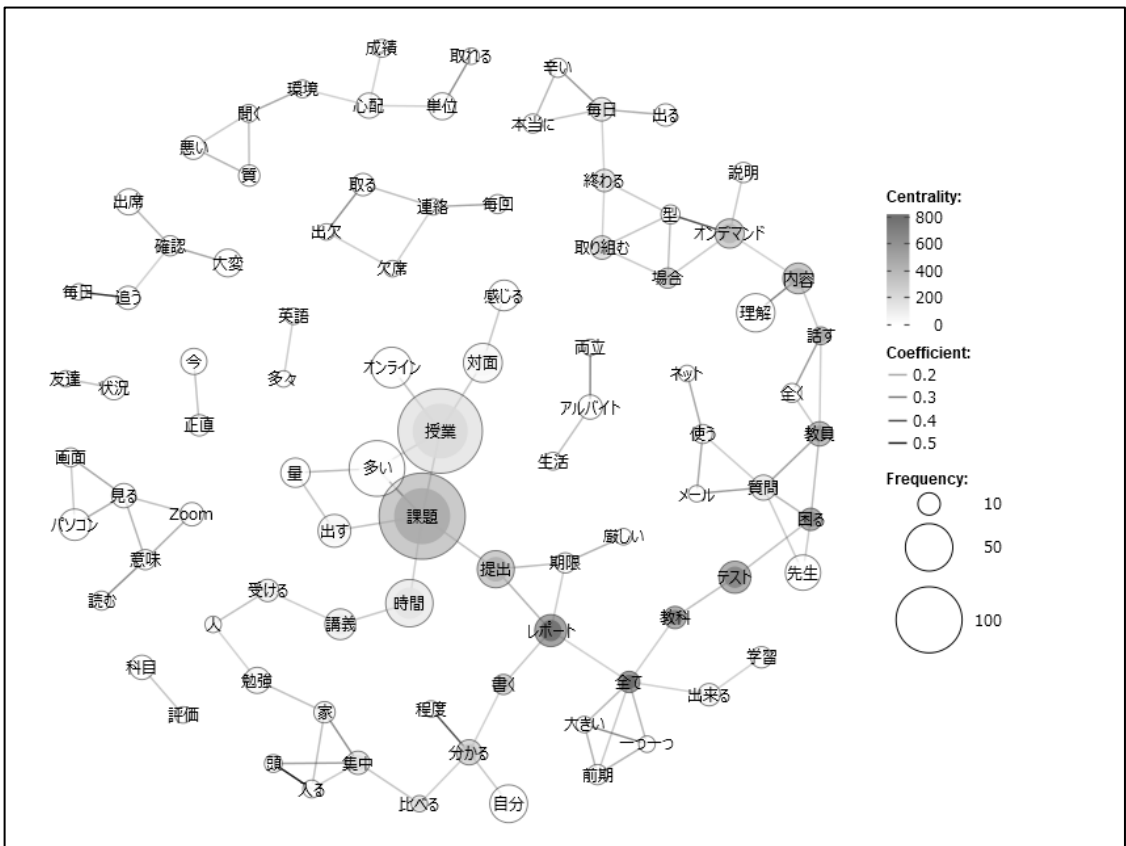 成績
取れる
環境
心配
単位
聞く
悪い
質
辛い
毎日
出る
本当に
終わる
説明
型
オンデマンド
取り組む
場合
内容
理解
話す
全く
教員
ネット
使う
メール
質問
困る
先生
出席
確認
大変
毎日
追う
取る
連絡
毎回
出欠
欠席
英語
多々
今
正直
友達
状況
感じる
対面
オンライン
授業
多い
量
出す
課題
両立
アルバイト
生活
画面
見る
パソコン
Zoom
意味
読む
提出
期限
厳しい
時間
レポート
テスト
教科
受ける
講義
人
勉強
科目
評価
家
頭
集中
入る
比べる
書く
程度
分かる
自分
全て
学習
出来る
大きい
一つ一つ
前期
Centrality:
800
600
400
200
0
Coefficient:
0.2
0.3
0.4
0.5
Frequency:
10
50
100